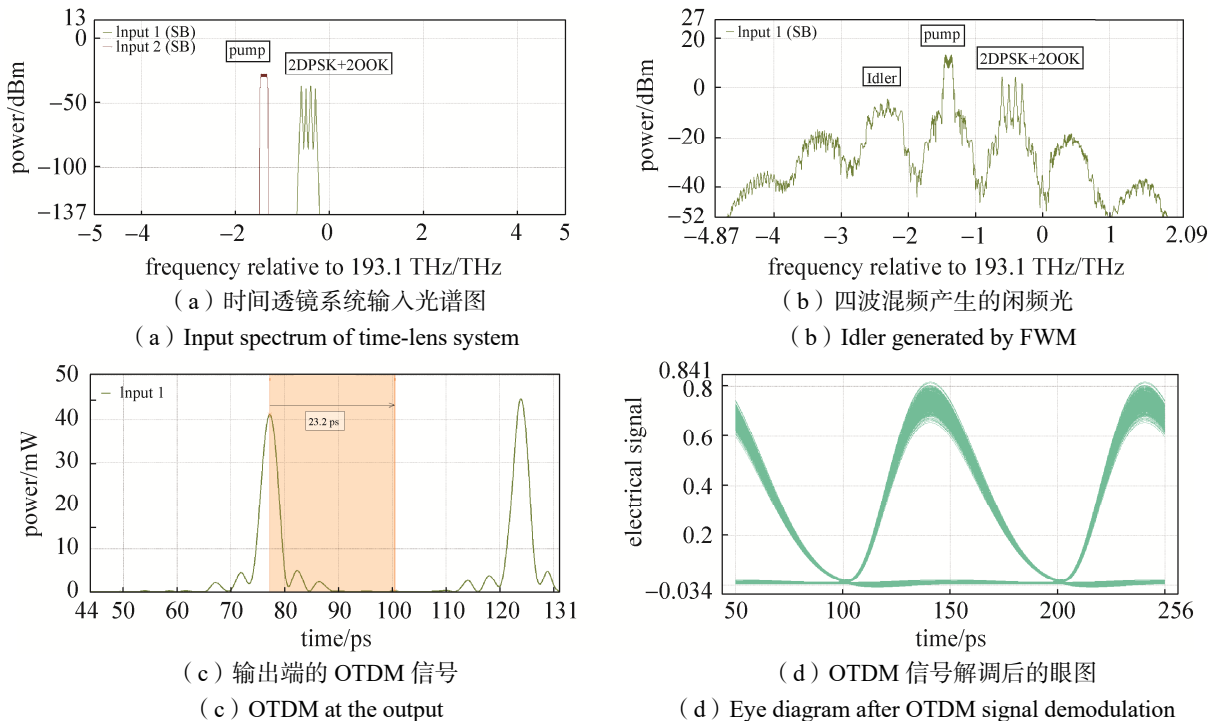 13
0
−50
−100
−137
power/dBm
Input 1 (SB)
Input 2 (SB)
pump
2DPSK+2OOK
−5 −4 −2 0 2 4 5
frequency relative to 193.1 THz/THz
(a)时间透镜系统输入光谱图
(a)Input spectrum of time-lens system
27
20
0
−20
−40
−52
power/dBm
Input 1 (SB)
Idler
pump
2DPSK+2OOK
−4.87 −4 −3 −2 −1 0 1 2.09
frequency relative to 193.1 THz/THz
(b)四波混频产生的闲频光
(b)Idler generated by FWM
50
40
30
20
10
0
power/mW
Input 1
23.2 ps
44 50 60 70 80 90 100 110 120 131
time/ps
(c)输出端的 OTDM 信号
(c)OTDM at the output
0.841
0.8
0.6
0.4
0.2
−0.034
electrical signal
50 100 150 200 256
time/ps
(d)OTDM 信号解调后的眼图
(d)Eye diagram after OTDM signal demodulation